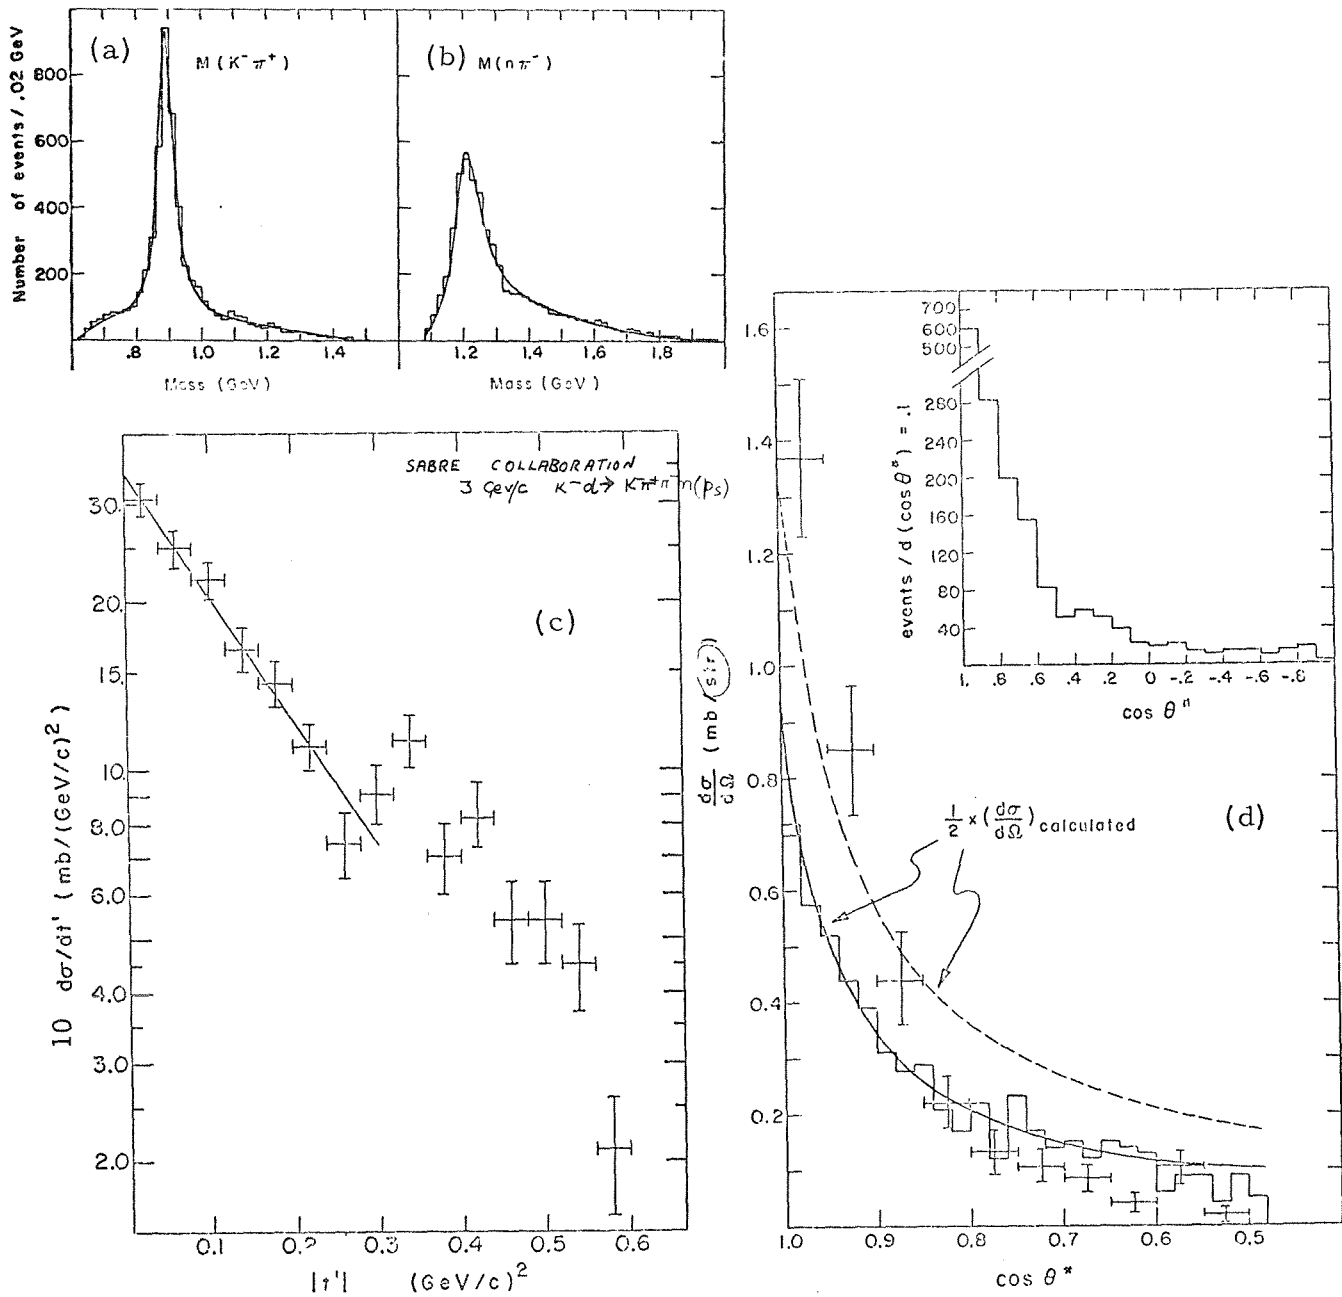 (a)
M(K⁻π⁺)
(b) M(nπ⁻)
Number of events/.02 GeV
800
600
400
200
.8 1.0 1.2 1.4
1.2 1.4 1.6 1.8
Mass (GeV)
Mass (GeV)
SABRE COLLABORATION
3 GeV/c K⁻d→K⁻π⁺π⁻n(ps)
(c)
10 dσ/dt' (mb/(GeV/c)²)
30.
20.
15.
10.
8.0
6.0
4.0
3.0
2.0
0.1 0.2 0.3 0.4 0.5 0.6
|t'| (GeV/c)²
dσ/dΩ (mb/str)
1.6
1.4
1.2
1.0
0.8
0.6
0.4
0.2
1.0 0.9 0.8 0.7 0.6 0.5
cos θ*
½ × (dσ/dΩ) calculated
(d)
events / d(cos θ*) = .1
700
600
500
280
240
200
160
120
80
40
1. .8 .6 .4 .2 0 -.2 -.4 -.6 -.8
cos θ*